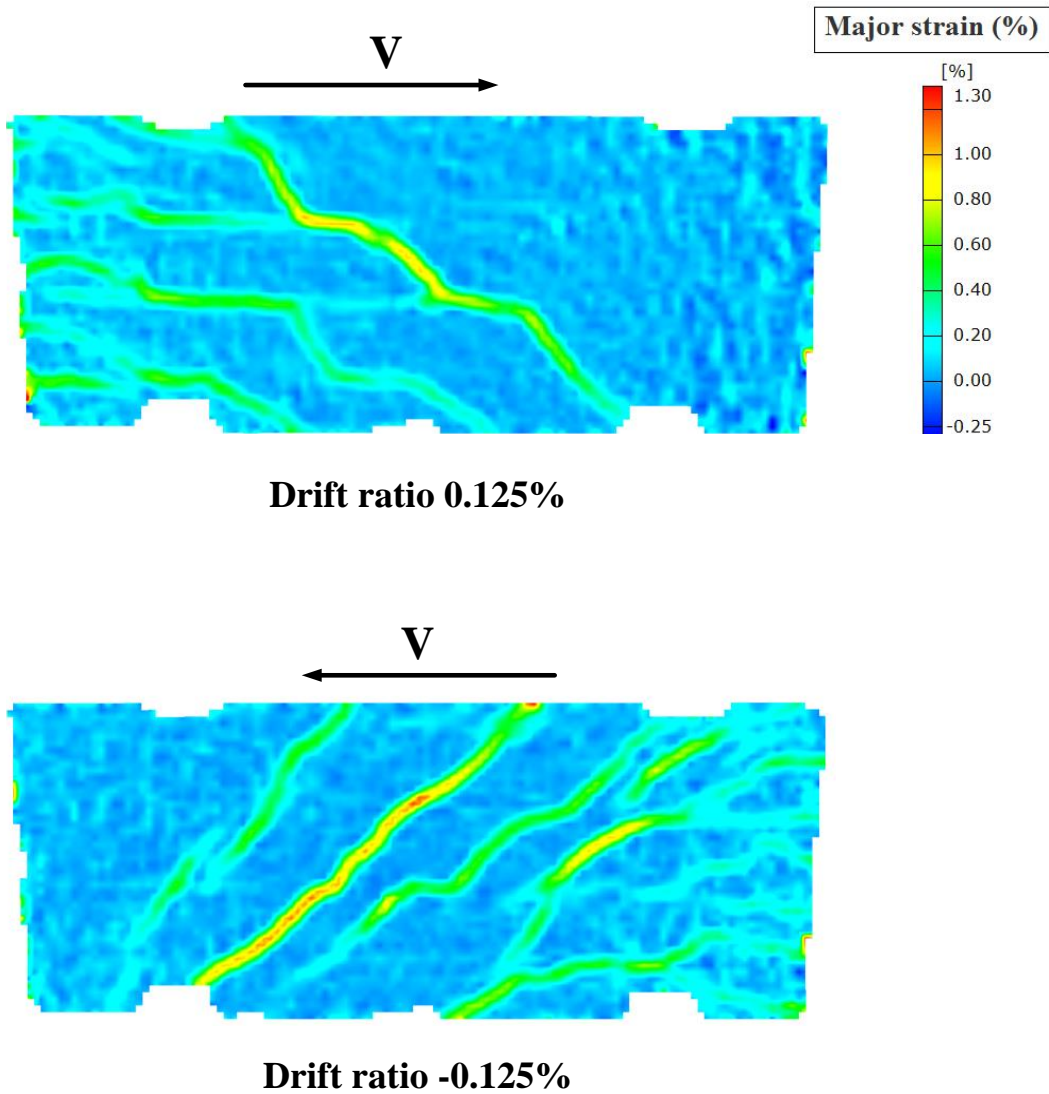 V
Major strain (%)
[%]
1.30
1.00
0.80
0.60
0.40
0.20
0.00
-0.25
Drift ratio 0.125%
V
Drift ratio -0.125%